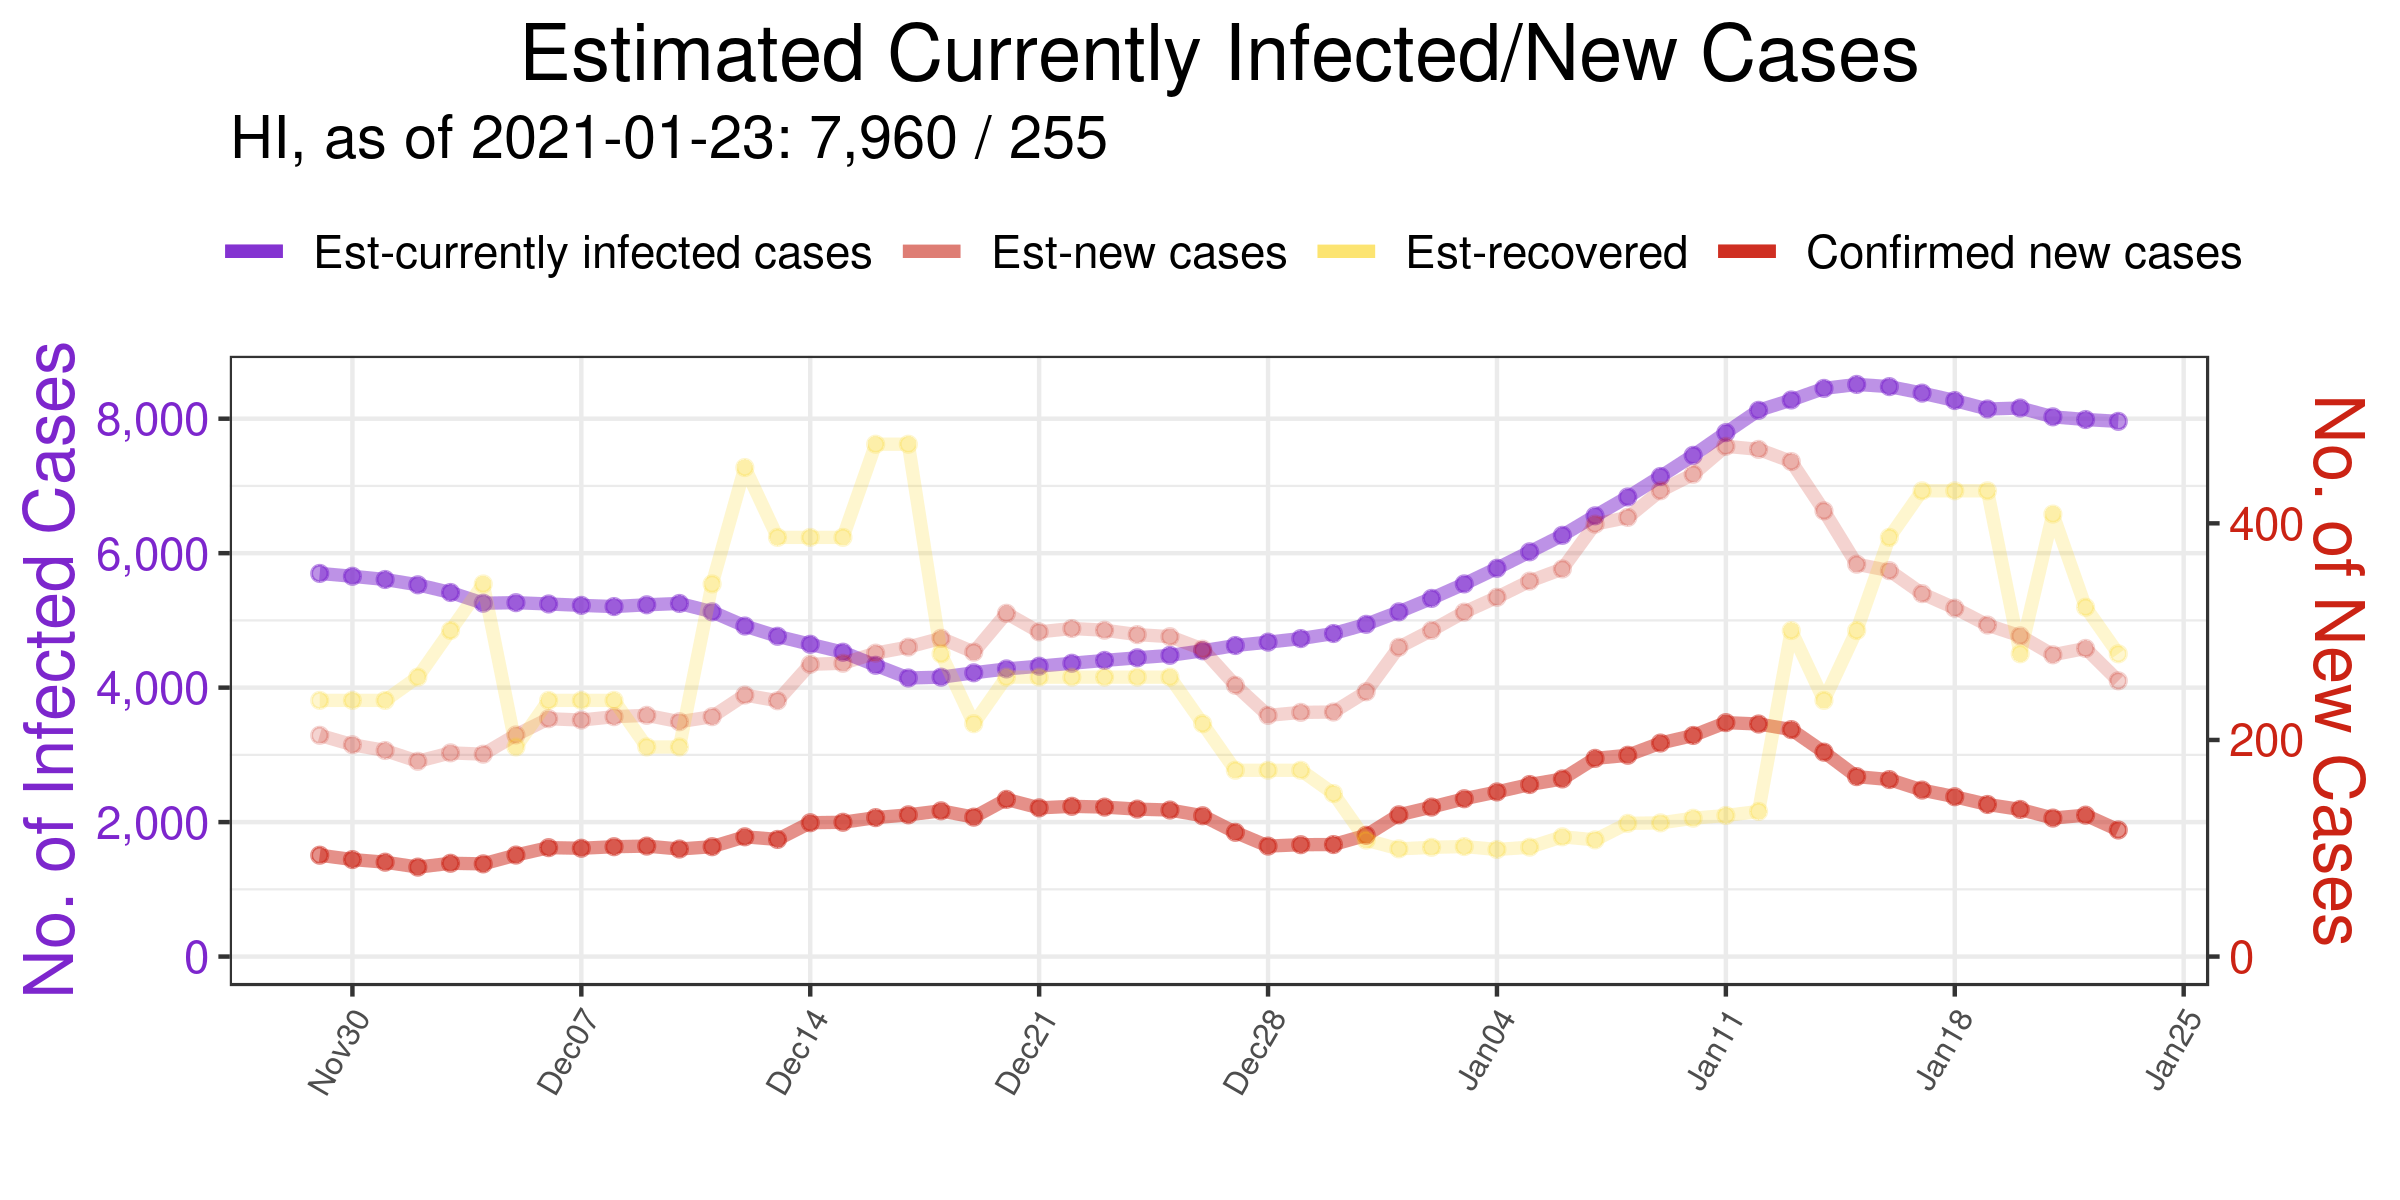 Estimated Currently Infected/New Cases
HI, as of 2021-01-23: 7,960 / 255
Est-currently infected cases Est-new cases Est-recovered Confirmed new cases
No. of Infected Cases
8,000
6,000
4,000
2,000
0
400
200
0
No. of New Cases
Nov30 Dec07 Dec14 Dec21 Dec28 Jan04 Jan11 Jan18 Jan25